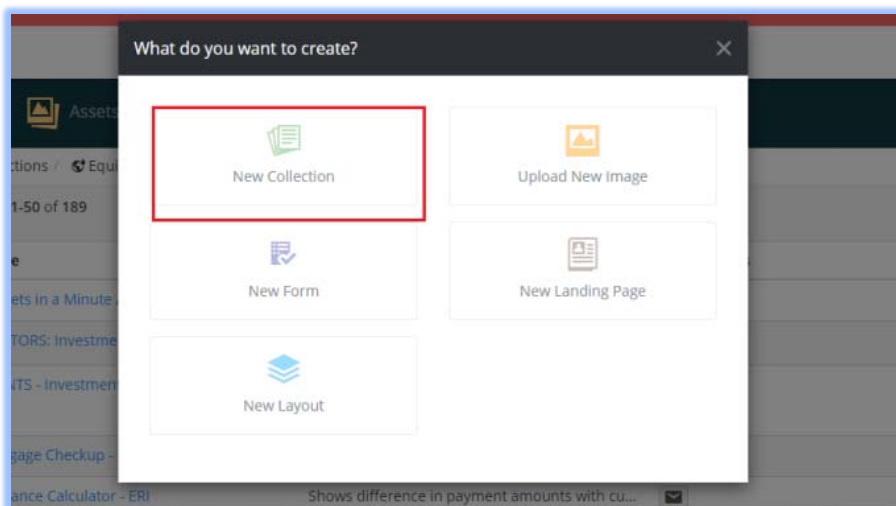 What do you want to create?
Assets
ctions / Equi
New Collection
Upload New Image
1-50 of 189
e
New Form
New Landing Page
ets in a Minute
TORS: Investme
NTS - Investment
New Layout
gage Checkup -
ance Calculator - ERI
Shows difference in payment amounts with cu...